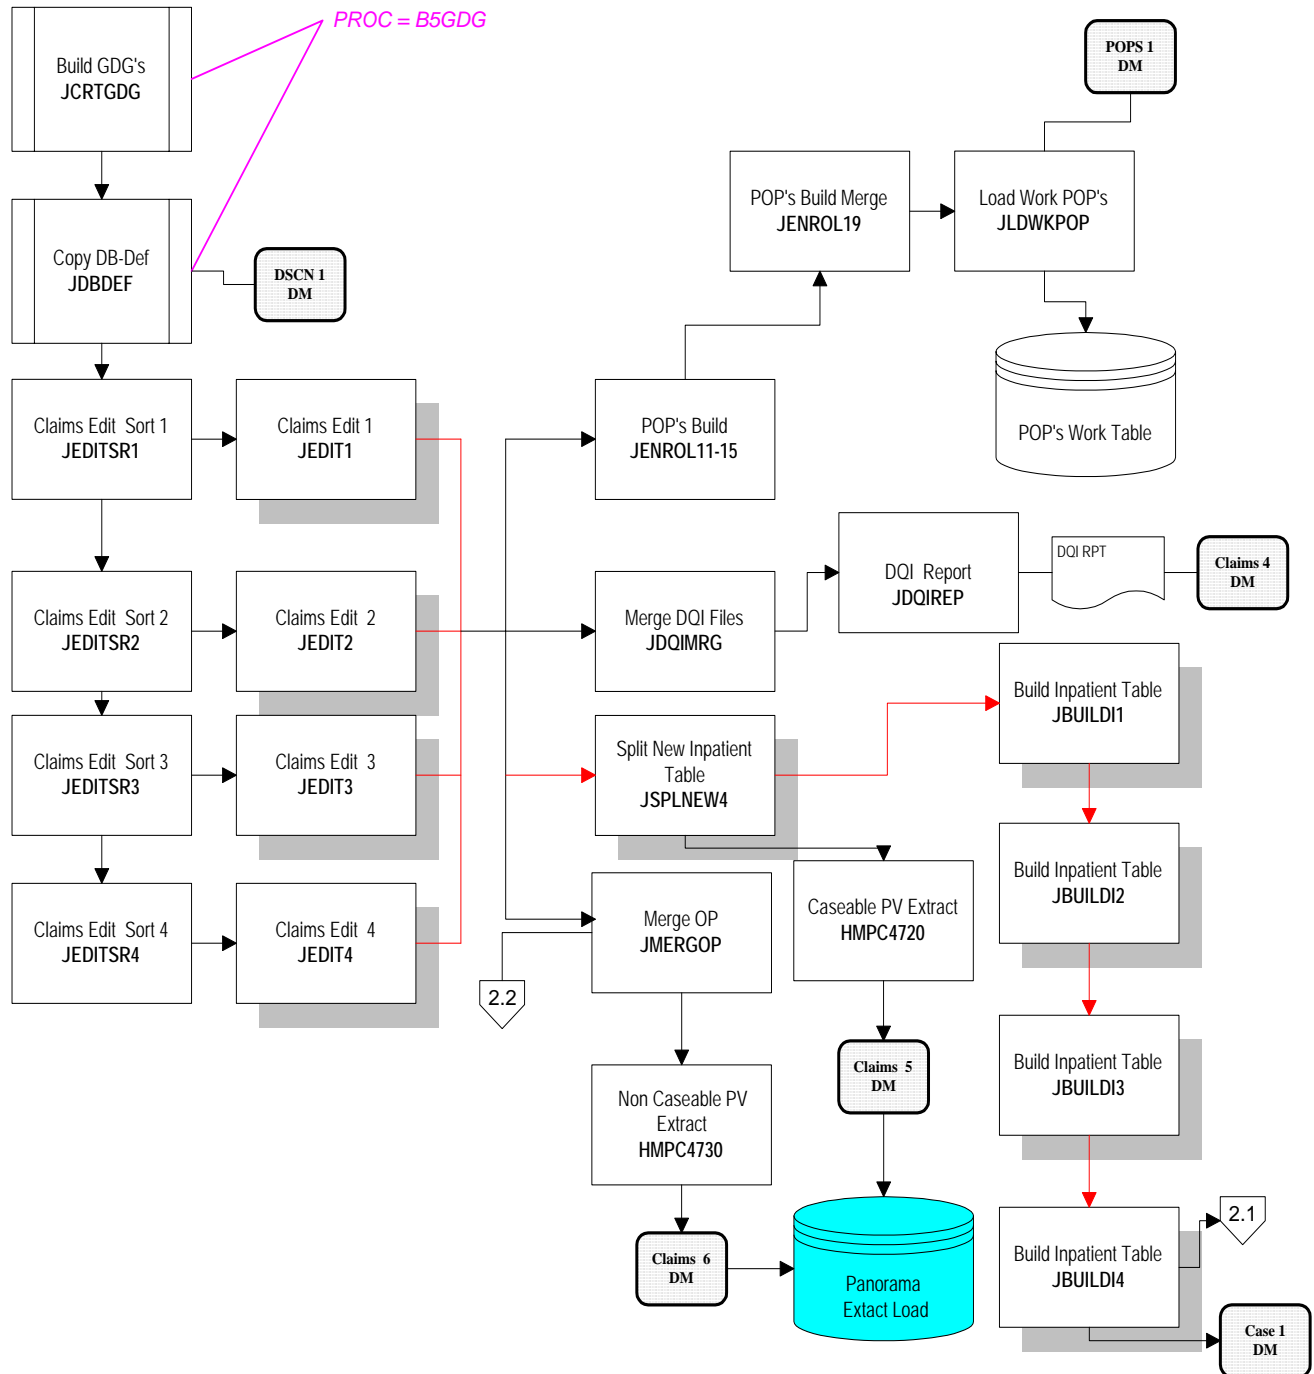 PROC = B5GDG
Build GDG's
JCRTGDG
POPS 1
DM
Copy DB-Def
JDBDEF
DSCN 1
DM
POP's Build Merge
JENROL19
Load Work POP's
JLDWKPOP
Claims Edit Sort 1
JEDITSR1
Claims Edit 1
JEDIT1
POP's Build
JENROL11-15
POP's Work Table
Claims Edit Sort 2
JEDITSR2
Claims Edit 2
JEDIT2
Merge DQI Files
JDQIMRG
DQI Report
JDQIREP
DQI RPT
Claims 4
DM
Claims Edit Sort 3
JEDITSR3
Claims Edit 3
JEDIT3
Split New Inpatient
Table
JSPLNEW4
Build Inpatient Table
JBUILDI1
Claims Edit Sort 4
JEDITSR4
Claims Edit 4
JEDIT4
Merge OP
JMERGOP
2.2
Caseable PV Extract
HMPC4720
Build Inpatient Table
JBUILDI2
Non Caseable PV
Extract
HMPC4730
Claims 5
DM
Build Inpatient Table
JBUILDI3
Claims 6
DM
Panorama
Extact Load
Build Inpatient Table
JBUILDI4
2.1
Case 1
DM